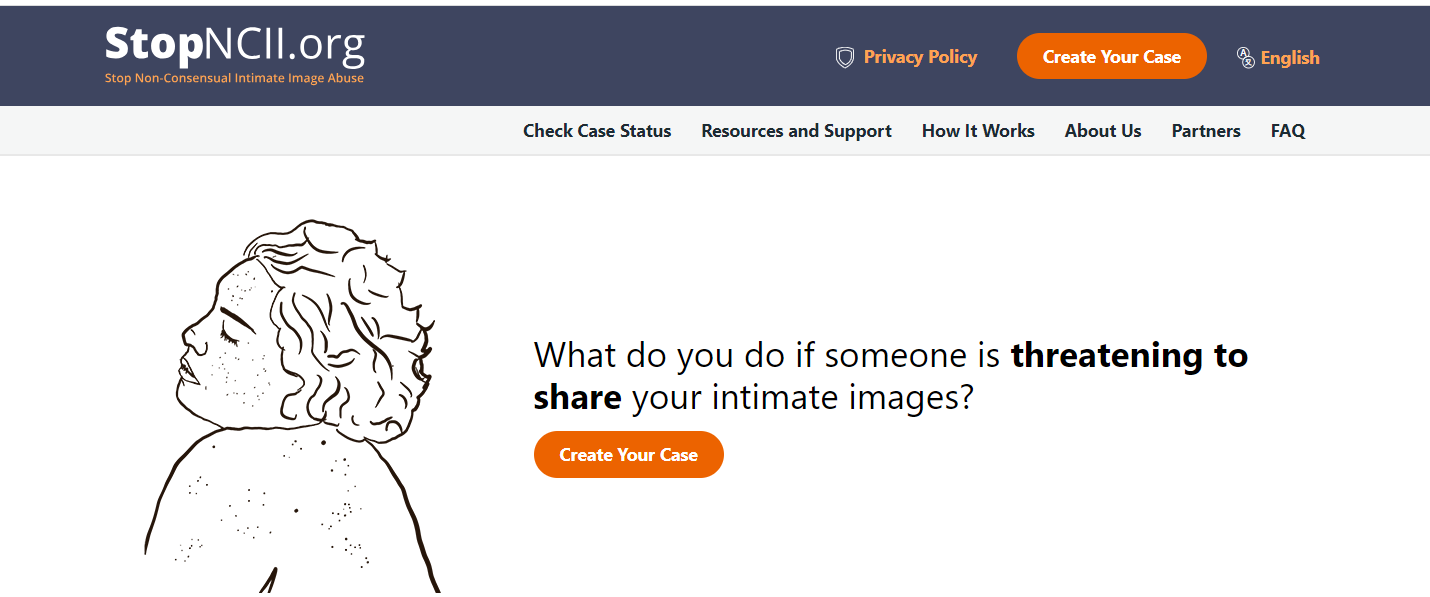 StopNCII.org
Stop Non-Consensual Intimate Image Abuse
Privacy Policy
Create Your Case
English
Check Case Status
Resources and Support
How It Works
About Us
Partners
FAQ
What do you do if someone is threatening to
share your intimate images?
Create Your Case